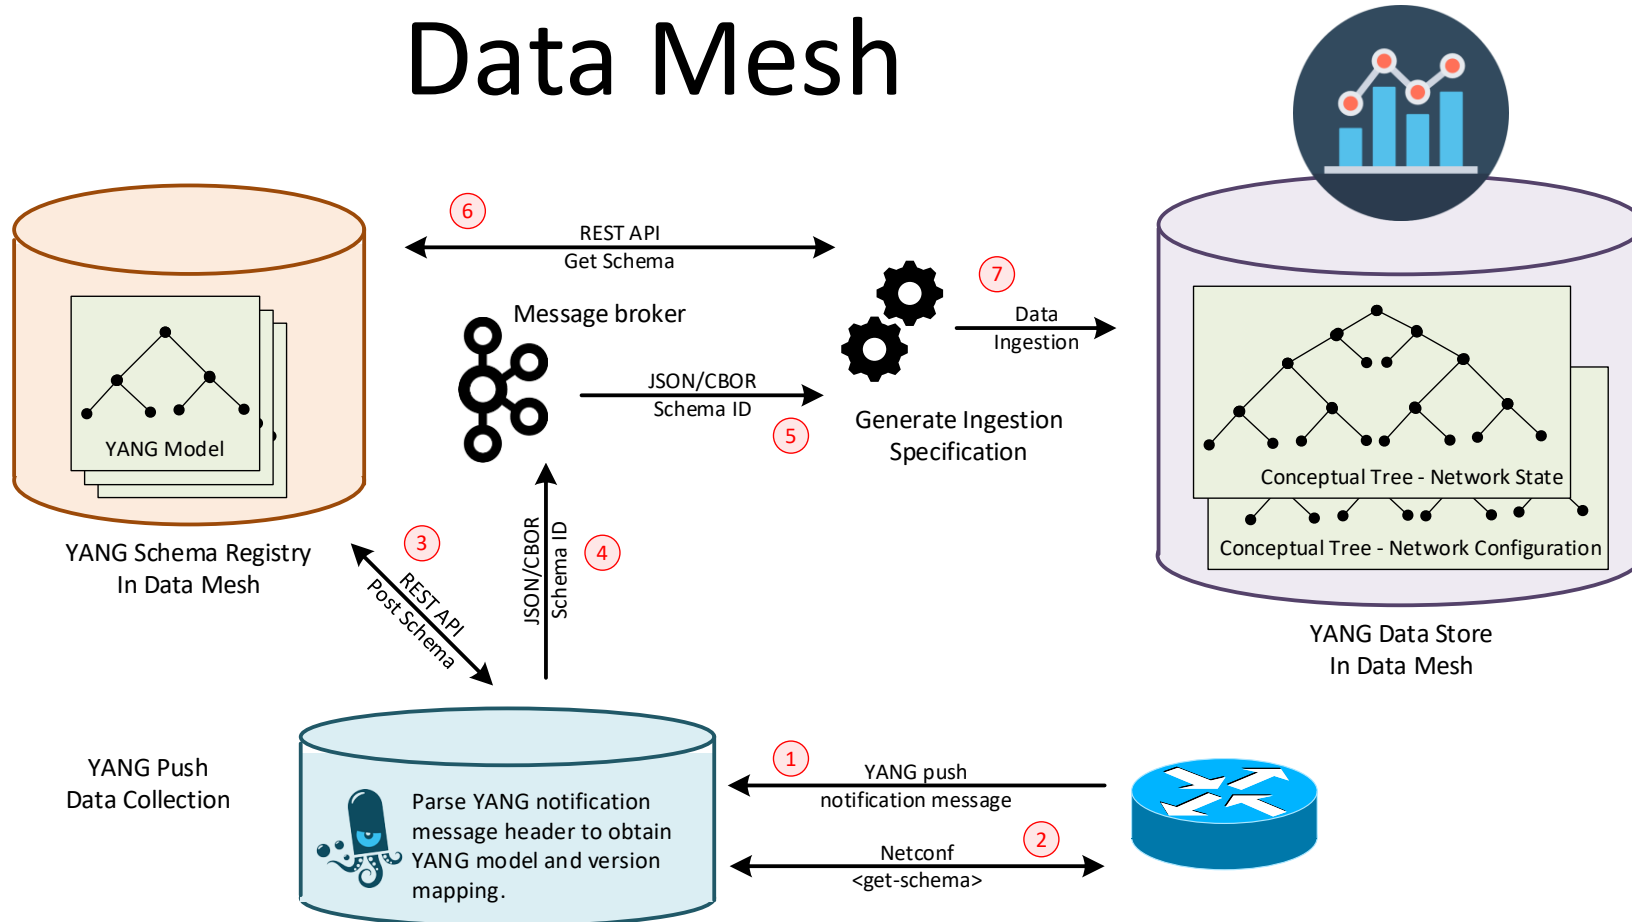 Data Mesh
6
REST API
Get Schema
7
Data
Ingestion
Message broker
JSON/CBOR
Schema ID
5
Generate Ingestion
Specification
YANG Model
YANG Schema Registry
In Data Mesh
Conceptual Tree - Network State
Conceptual Tree - Network Configuration
YANG Data Store
In Data Mesh
3
REST API
Post Schema
4
JSON/CBOR
Schema ID
YANG Push
Data Collection
Parse YANG notification
message header to obtain
YANG model and version
mapping.
1
YANG push
notification message
2
Netconf
<get-schema>